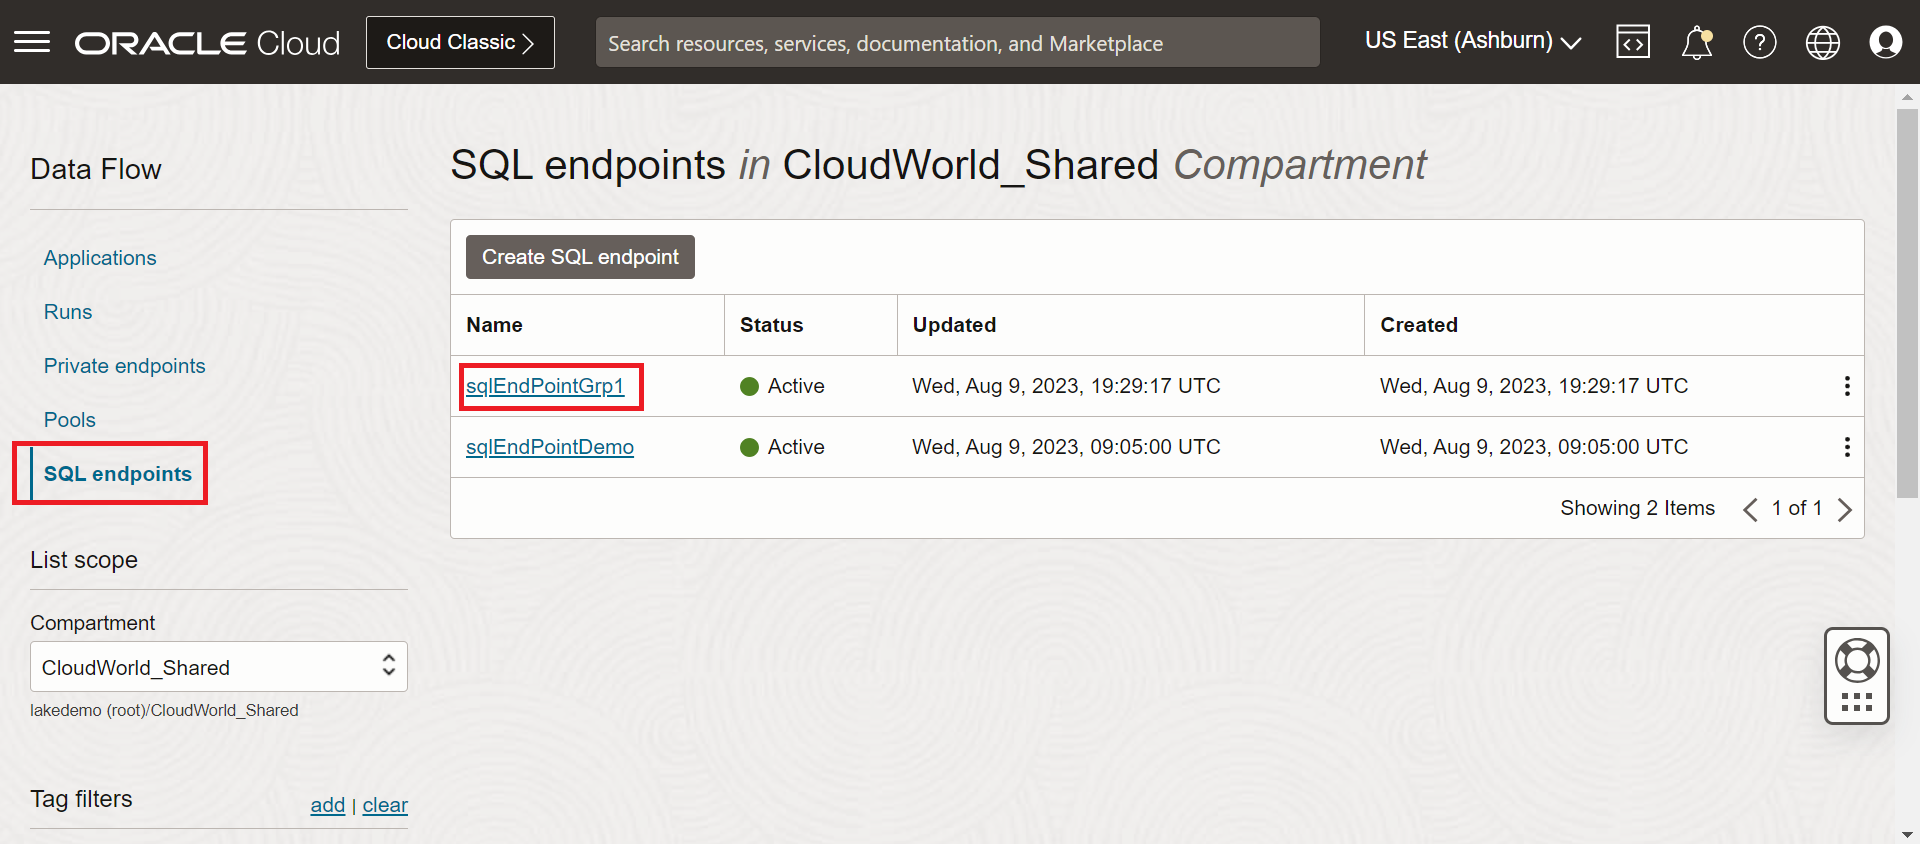 ORACLE Cloud
Cloud Classic
Search resources, services, documentation, and Marketplace
US East (Ashburn)
Data Flow
Applications
Runs
Private endpoints
Pools
SQL endpoints
List scope
Compartment
CloudWorld_Shared
lakedemo (root)/CloudWorld_Shared
Tag filters add | clear
SQL endpoints in CloudWorld_Shared Compartment
Create SQL endpoint
Name Status Updated Created
sqlEndPointGrp1 Active Wed, Aug 9, 2023, 19:29:17 UTC Wed, Aug 9, 2023, 19:29:17 UTC
sqlEndPointDemo Active Wed, Aug 9, 2023, 09:05:00 UTC Wed, Aug 9, 2023, 09:05:00 UTC
Showing 2 Items 1 of 1